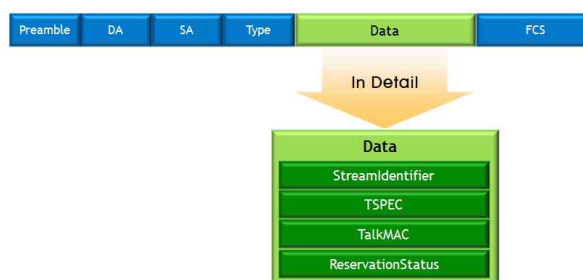 Preamble DA SA Type Data FCS
In Detail
Data
StreamIdentifier
TSPEC
TalkMAC
ReservationStatus